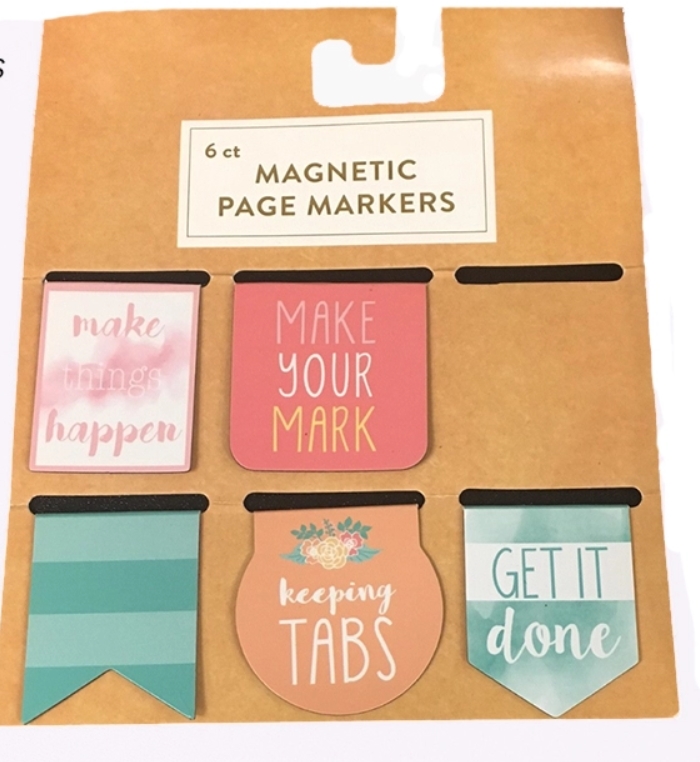 s
6 ct
MAGNETIC
PAGE MARKERS
make
things
happen
MAKE
YOUR
MARK
keeping
TABS
GET IT
done